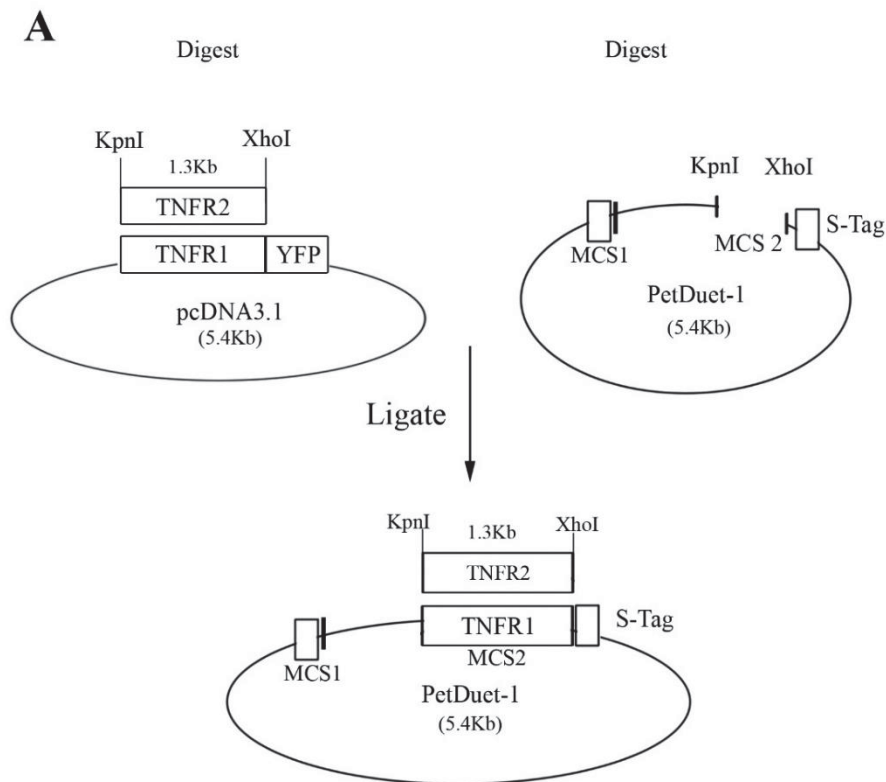 A
Digest
Digest
KpnI
XhoI
1.3Kb
TNFR2
TNFR1
YFP
pcDNA3.1
(5.4Kb)
KpnI
XhoI
S-Tag
MCS1
MCS 2
PetDuet-1
(5.4Kb)
Ligate
KpnI
1.3Kb
XhoI
TNFR2
TNFR1
S-Tag
MCS1
MCS2
PetDuet-1
(5.4Kb)